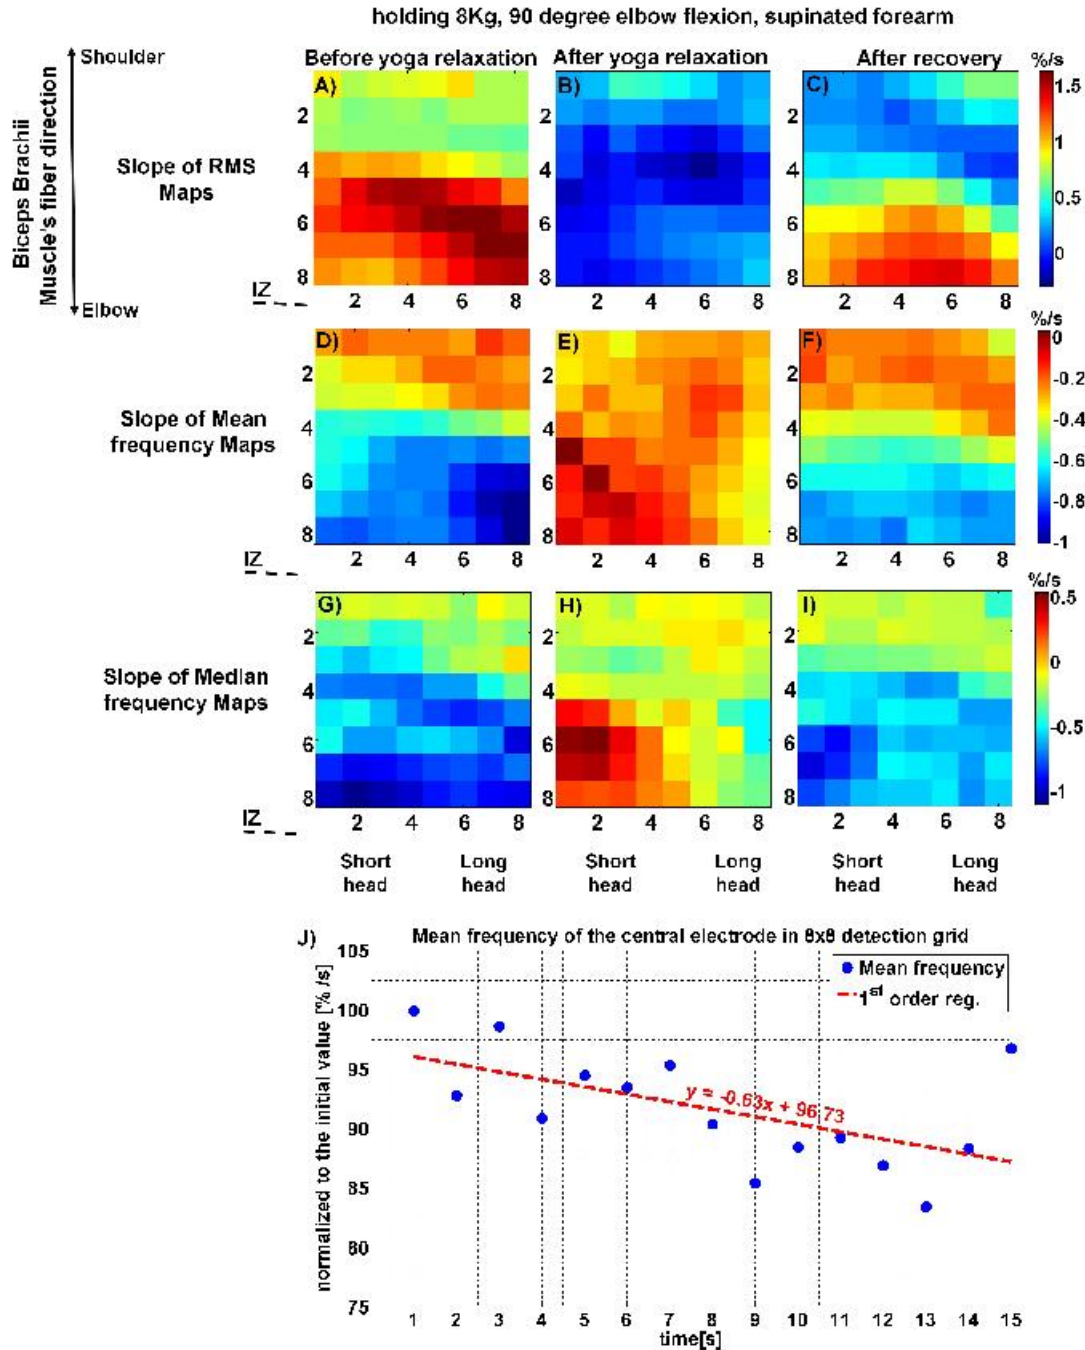 holding 8Kg, 90 degree elbow flexion, supinated forearm
Shoulder
Before yoga relaxation
After yoga relaxation
After recovery
%/s
Biceps Brachii
Muscle's fiber direction
Elbow
Slope of RMS
Maps
A)
B)
C)
2
4
6
8
2
4
6
8
2
4
6
8
1.5
1
0.5
0
IZ
2
4
6
8
2
4
6
8
2
4
6
8
%/s
Slope of Mean
frequency Maps
D)
E)
F)
2
4
6
8
2
4
6
8
2
4
6
8
0
-0.2
-0.4
-0.6
-0.8
-1
IZ
2
4
6
8
2
4
6
8
2
4
6
8
%/s
Slope of Median
frequency Maps
G)
H)
I)
2
4
6
8
2
4
6
8
2
4
6
8
0.5
0
-0.5
-1
IZ
2
4
6
8
2
4
6
8
2
4
6
8
Short
head
Long
head
Short
head
Long
head
Short
head
Long
head
J)
Mean frequency of the central electrode in 8x8 detection grid
normalized to the initial value [% /s]
105
100
95
90
85
80
75
Mean frequency
1st order reg.
y = -0.63x + 96.73
1 2 3 4 5 6 7 8 9 10 11 12 13 14 15
time[s]